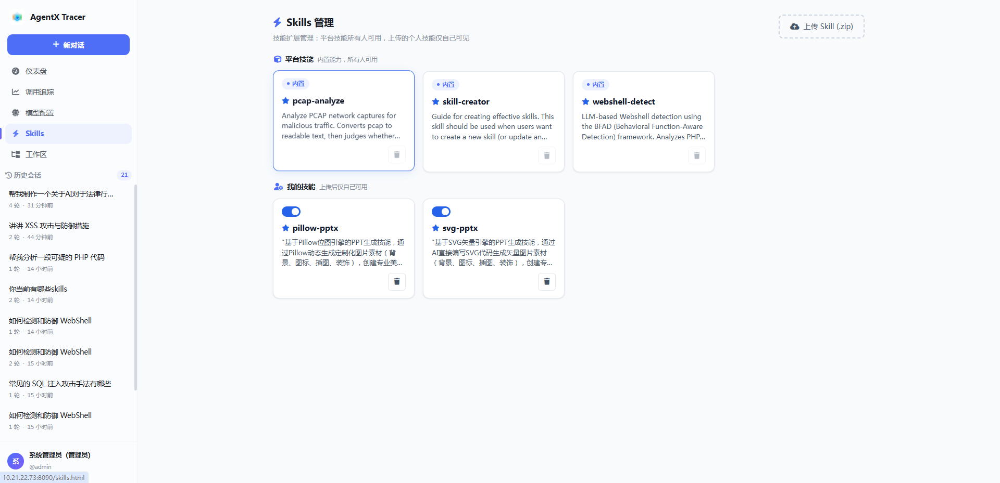 AgentX Tracer
新对话
仪表盘
调用追踪
模型配置
Skills
工作区
历史会话 21
帮我制作一个关于AI对于法律行...
4 轮 · 31 分钟前
讲讲 XSS 攻击与防御措施
2 轮 · 44 分钟前
帮我分析一段可疑的 PHP 代码
1 轮 · 14 小时前
你当前有哪些skills
2 轮 · 14 小时前
如何检测和防御 WebShell
1 轮 · 14 小时前
如何检测和防御 WebShell
2 轮 · 15 小时前
常见的 SQL 注入攻击手法有哪些
1 轮 · 15 小时前
如何检测和防御 WebShell
1 轮 · 15 小时前
系
系统管理员（管理员）
@admin
10.21.22.73:8090/skills.html
Skills 管理
技能扩展管理：平台技能所有人可用，上传的个人技能仅自己可见
上传 Skill (.zip)
平台技能 内置能力，所有人可用
内置
pcap-analyze
Analyze PCAP network captures for
malicious traffic. Converts pcap to
readable text, then judges whether...
内置
skill-creator
Guide for creating effective skills. This
skill should be used when users want
to create a new skill (or update an...
内置
webshell-detect
LLM-based Webshell detection using
the BFAD (Behavioral Function-Aware
Detection) framework. Analyzes PHP...
我的技能 上传后仅自己可用
pillow-pptx
"基于Pillow位图引擎的PPT生成技能，通
过Pillow动态生成定制化图片素材（背
景、图标、插图、装饰），创建专业美...
svg-pptx
"基于SVG矢量引擎的PPT生成技能，通过
AI直接编写SVG代码生成矢量图片素材
（背景、图标、插图、装饰），创建专...